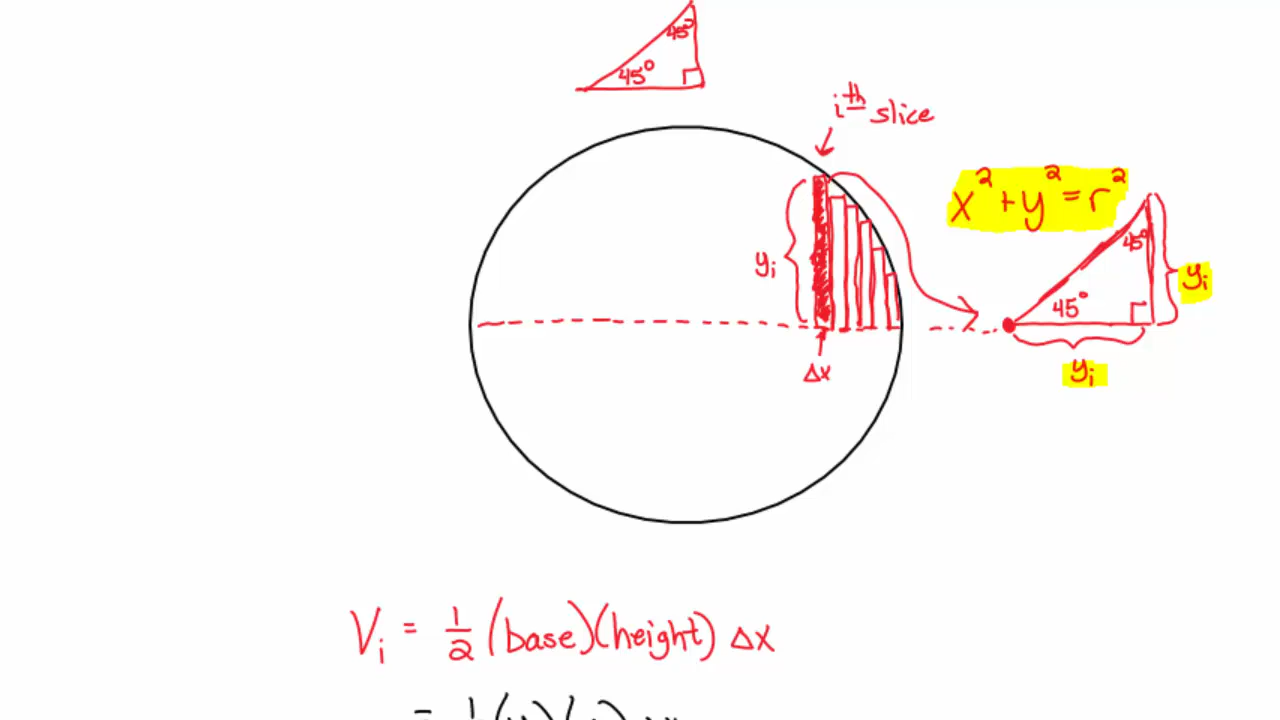 45°
45°
iᵗʰ slice
x² + y² = r²
45°
yᵢ
yᵢ
45°
Δx
yᵢ
Vᵢ = 1/2 (base)(height) Δx
=